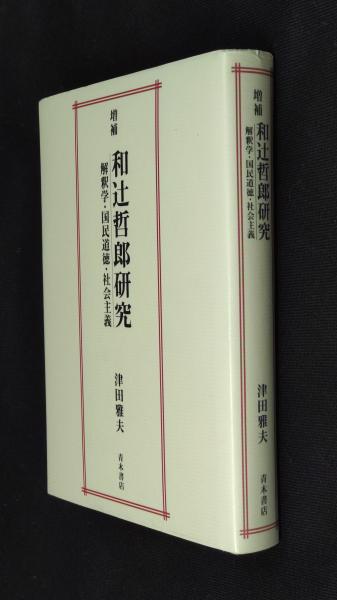 増補
和辻哲郎研究
解釈学・国民道徳・社会主義
津田雅夫
青木書店
増補
和辻哲郎研究
解釈学・国民道徳・社会主義
津田雅夫
青木書店